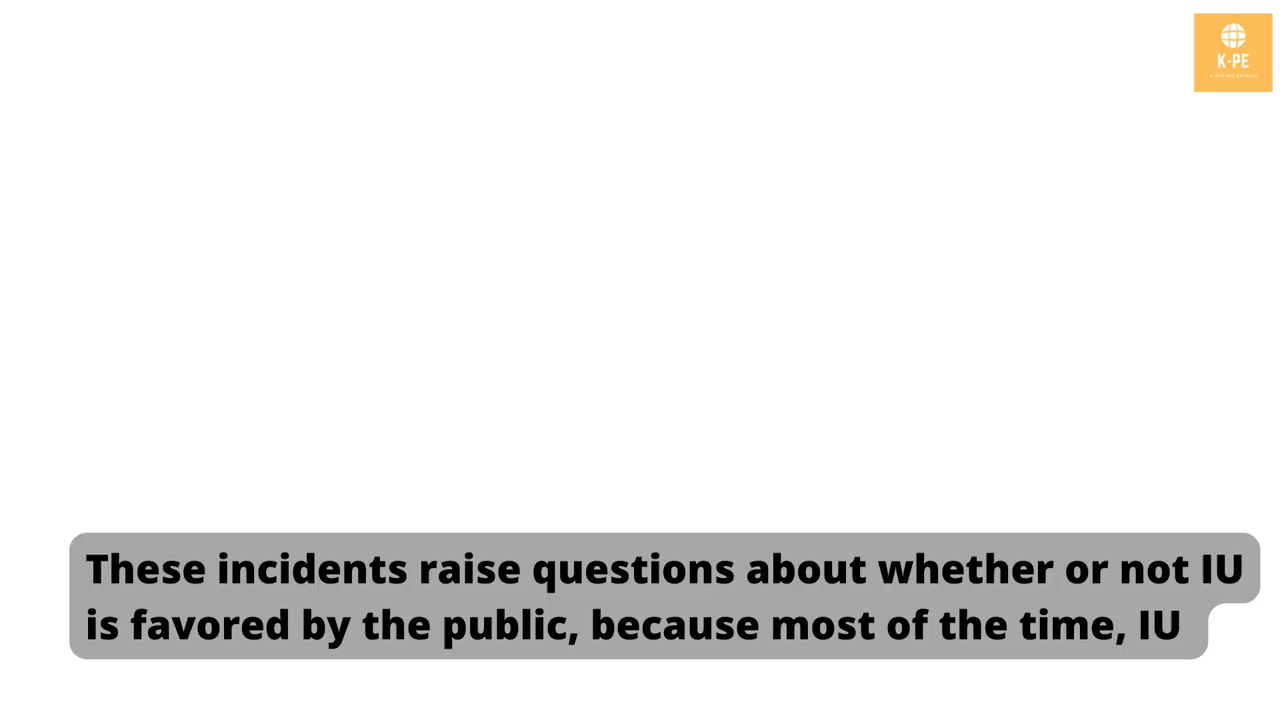 K-PE
These incidents raise questions about whether or not IU
is favored by the public, because most of the time, IU